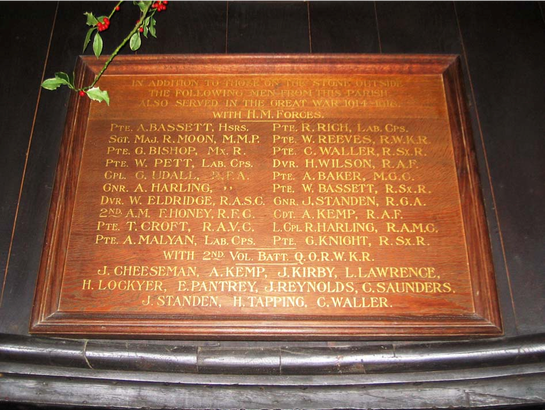 IN ADDITION TO THOSE ON THE STONE OUTSIDE
THE FOLLOWING MEN FROM THIS PARISH
ALSO SERVED IN THE GREAT WAR 1914-1918.
WITH H.M. FORCES.
PTE. A. BASSETT, HSRS. PTE. R. RICH, LAB. CPS.
SGT. MAJ. R. MOON, M.M.P. PTE. W. REEVES, R.W.K.R.
PTE. G. BISHOP, MX. R. PTE. C. WALLER, R.SX.R.
PTE. W. PETT, LAB. CPS. DVR. H. WILSON, R.A.F.
CPL. G. UDALL, R.F.A. PTE. A. BAKER, M.G.C.
GNR. A. HARLING, " PTE. W. BASSETT, R.SX.R.
DVR. W. ELDRIDGE, R.A.S.C. GNR. J. STANDEN, R.G.A.
2ND. A.M. F. HONEY, R.F.C. CDT. A. KEMP, R.A.F.
PTE. T. CROFT, R.A.V.C. L. CPL. R. HARLING, R.A.M.C.
PTE. A. MALYAN, LAB. CPS. PTE. G. KNIGHT, R.SX.R.
WITH 2ND VOL. BATT. Q.O.R.W.K.R.
J. CHEESEMAN, A. KEMP, J. KIRBY, L. LAWRENCE,
H. LOCKYER, E. PANTREY, J. REYNOLDS, C. SAUNDERS,
J. STANDEN, H. TAPPING, C. WALLER.